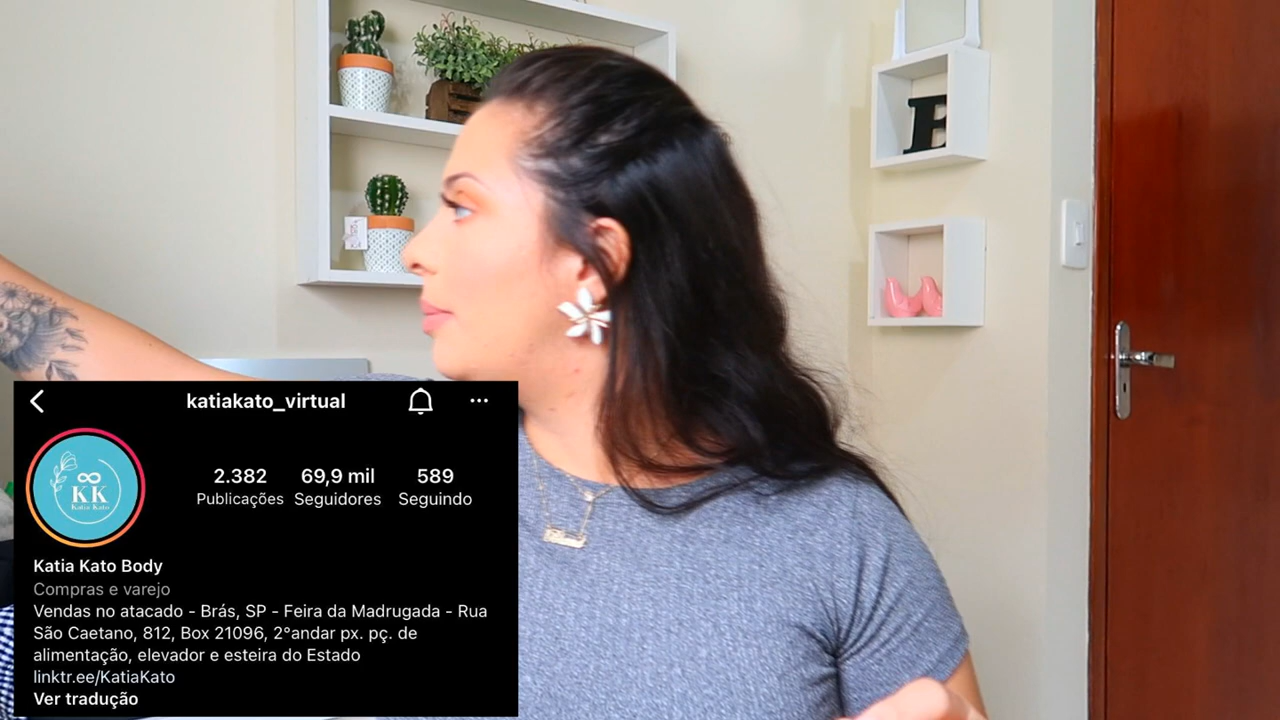 E
katiakato_virtual
2.382 69,9 mil 589
Publicações Seguidores Seguindo
KK
Katia Kato
Katia Kato Body
Compras e varejo
Vendas no atacado - Brás, SP - Feira da Madrugada - Rua
São Caetano, 812, Box 21096, 2°andar px. pç. de
alimentação, elevador e esteira do Estado
linktr.ee/KatiaKato
Ver tradução